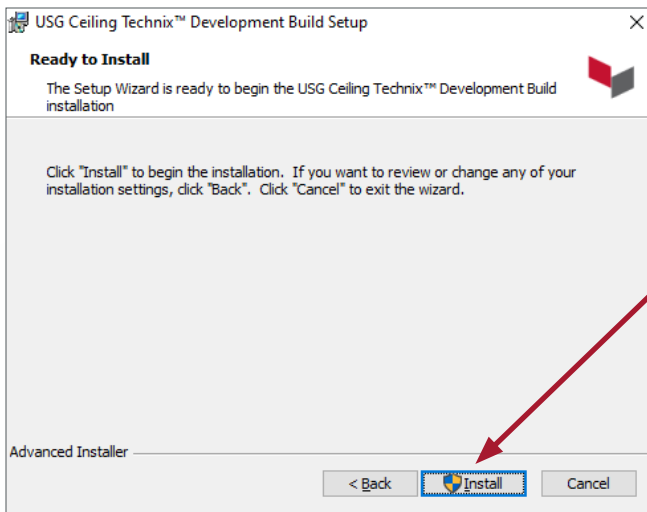 USG Ceiling Technix™ Development Build Setup
Ready to Install
The Setup Wizard is ready to begin the USG Ceiling Technix™ Development Build
installation
Click "Install" to begin the installation. If you want to review or change any of your
installation settings, click "Back". Click "Cancel" to exit the wizard.
Advanced Installer
< Back Install Cancel